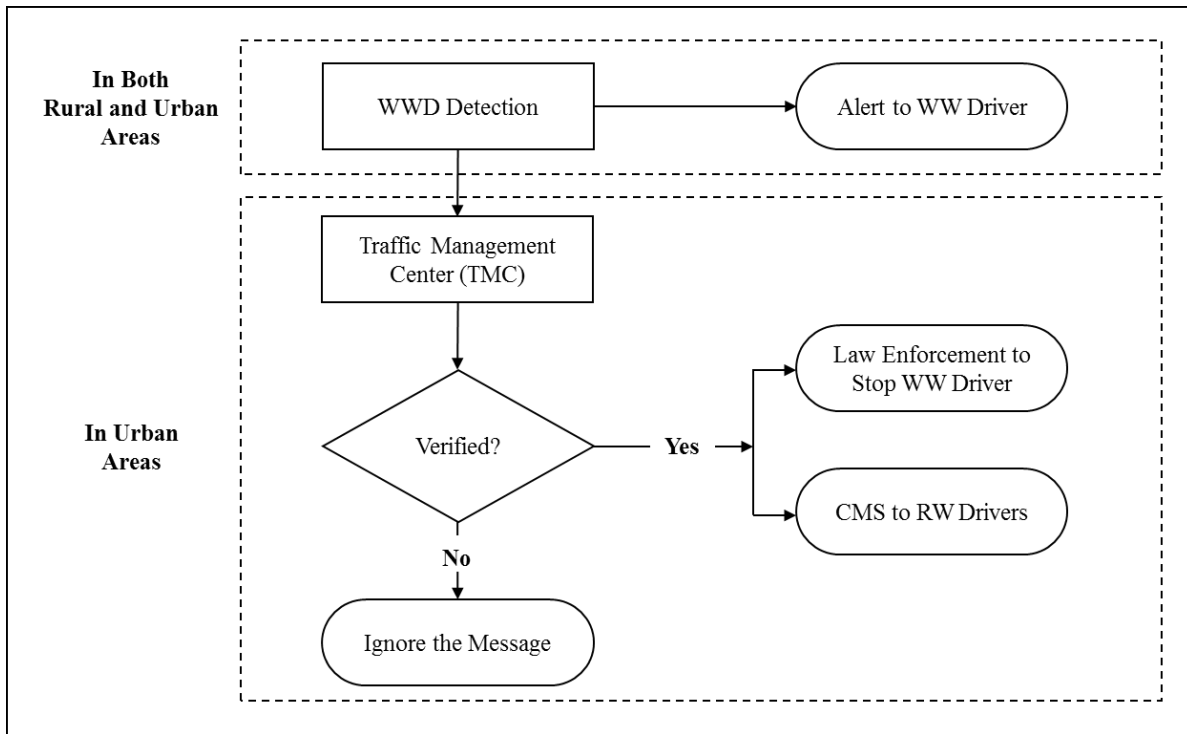 In Both
Rural and Urban
Areas
WWD Detection
Alert to WW Driver
Traffic Management
Center (TMC)
In Urban
Areas
Verified?
Yes
Law Enforcement to
Stop WW Driver
CMS to RW Drivers
No
Ignore the Message